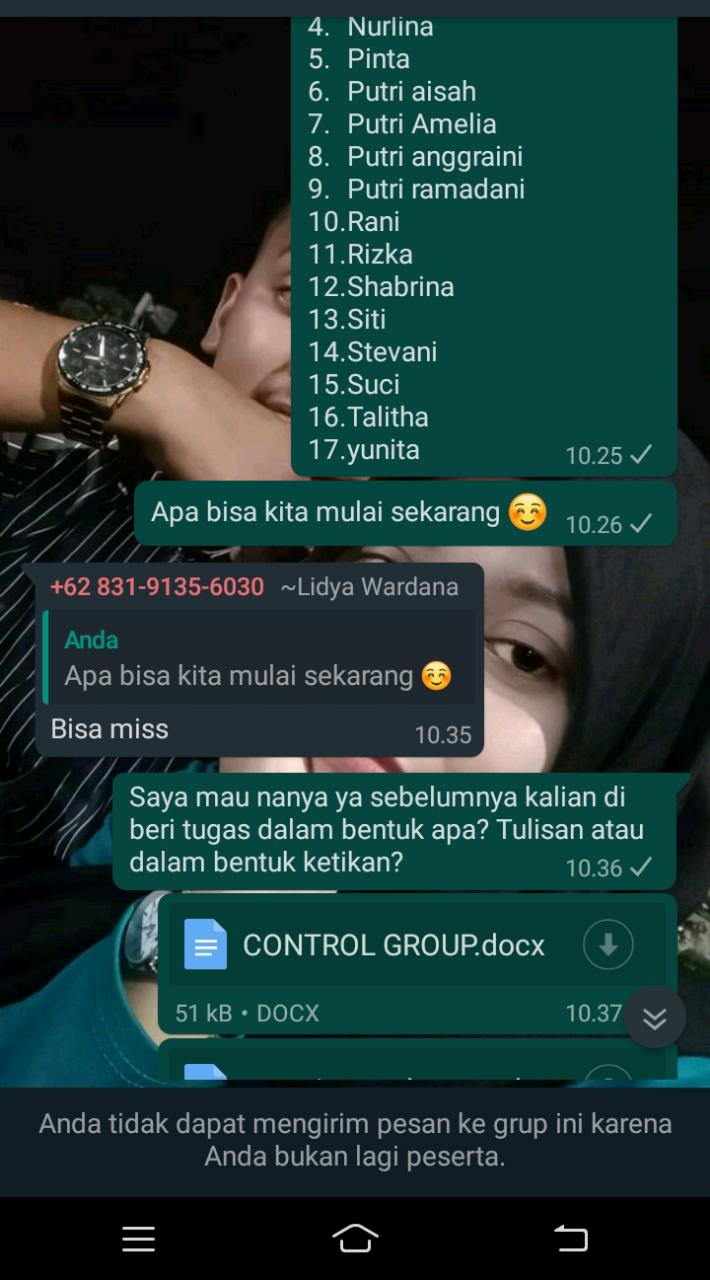 4. Nurlina
5. Pinta
6. Putri aisah
7. Putri Amelia
8. Putri anggraini
9. Putri ramadani
10.Rani
11.Rizka
12.Shabrina
13.Siti
14.Stevani
15.Suci
16.Talitha
17.yunita
10.25
Apa bisa kita mulai sekarang ☺️
10.26
+62 831-9135-6030 ~Lidya Wardana
Anda
Apa bisa kita mulai sekarang ☺️
Bisa miss
10.35
Saya mau nanya ya sebelumnya kalian di
beri tugas dalam bentuk apa? Tulisan atau
dalam bentuk ketikan?
10.36
CONTROL GROUP.docx
51 kB • DOCX
10.37
Anda tidak dapat mengirim pesan ke grup ini karena
Anda bukan lagi peserta.